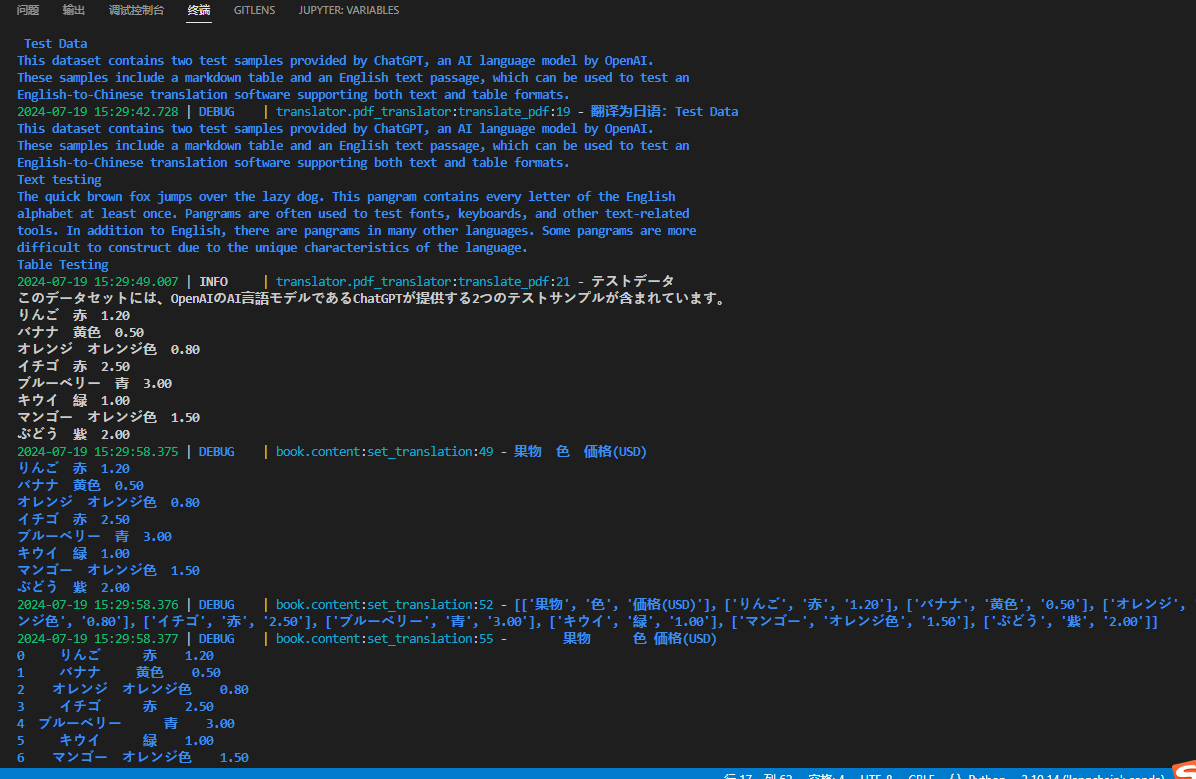 问题 输出 调试控制台 终端 GITLENS JUPYTER: VARIABLES
Test Data
This dataset contains two test samples provided by ChatGPT, an AI language model by OpenAI.
These samples include a markdown table and an English text passage, which can be used to test an
English-to-Chinese translation software supporting both text and table formats.
2024-07-19 15:29:42.728 | DEBUG | translator.pdf_translator:translate_pdf:19 - 翻译为日语: Test Data
This dataset contains two test samples provided by ChatGPT, an AI language model by OpenAI.
These samples include a markdown table and an English text passage, which can be used to test an
English-to-Chinese translation software supporting both text and table formats.
Text testing
The quick brown fox jumps over the lazy dog. This pangram contains every letter of the English
alphabet at least once. Pangrams are often used to test fonts, keyboards, and other text-related
tools. In addition to English, there are pangrams in many other languages. Some pangrams are more
difficult to construct due to the unique characteristics of the language.
Table Testing
2024-07-19 15:29:49.007 | INFO | translator.pdf_translator:translate_pdf:21 - テストデータ
このデータセットには、OpenAIのAI言語モデルであるChatGPTが提供する2つのテストサンプルが含まれています。
りんご 赤 1.20
バナナ 黄色 0.50
オレンジ オレンジ色 0.80
イチゴ 赤 2.50
ブルーベリー 青 3.00
キウイ 緑 1.00
マンゴー オレンジ色 1.50
ぶどう 紫 2.00
2024-07-19 15:29:58.375 | DEBUG | book.content:set_translation:49 - 果物 色 価格(USD)
りんご 赤 1.20
バナナ 黄色 0.50
オレンジ オレンジ色 0.80
イチゴ 赤 2.50
ブルーベリー 青 3.00
キウイ 緑 1.00
マンゴー オレンジ色 1.50
ぶどう 紫 2.00
2024-07-19 15:29:58.376 | DEBUG | book.content:set_translation:52 - [['果物', '色', '価格(USD)'], ['りんご', '赤', '1.20'], ['バナナ', '黄色', '0.50'], ['オレンジ',
ンジ色', '0.80'], ['イチゴ', '赤', '2.50'], ['ブルーベリー', '青', '3.00'], ['キウイ', '緑', '1.00'], ['マンゴー', 'オレンジ色', '1.50'], ['ぶどう', '紫', '2.00']]
2024-07-19 15:29:58.377 | DEBUG | book.content:set_translation:55 - 果物 色 価格(USD)
0 りんご 赤 1.20
1 バナナ 黄色 0.50
2 オレンジ オレンジ色 0.80
3 イチゴ 赤 2.50
4 ブルーベリー 青 3.00
5 キウイ 緑 1.00
6 マンゴー オレンジ色 1.50